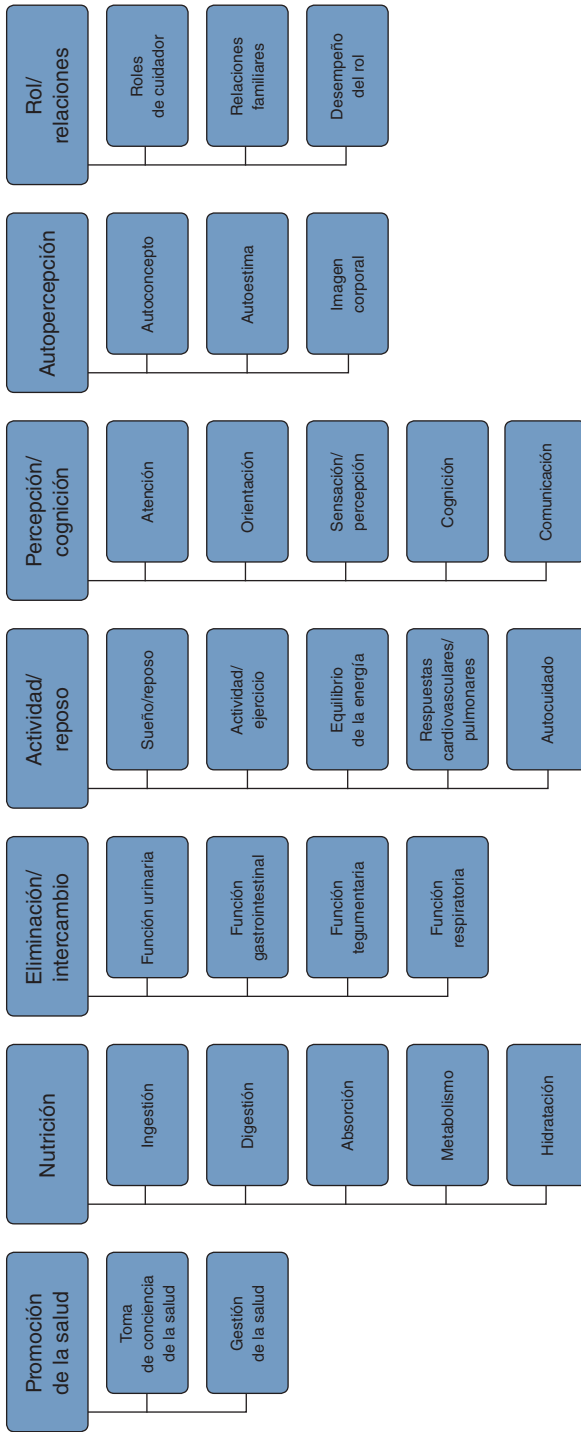 Promoción
de la salud
Toma
de conciencia
de la salud
Gestión
de la salud
Nutrición
Ingestión
Digestión
Absorción
Metabolismo
Hidratación
Eliminación/
intercambio
Función urinaria
Función
gastrointestinal
Función
tegumentaria
Función
respiratoria
Actividad/
reposo
Sueño/reposo
Actividad/
ejercicio
Equilibrio
de la energía
Respuestas
cardiovasculares/
pulmonares
Autocuidado
Percepción/
cognición
Atención
Orientación
Sensación/
percepción
Cognición
Comunicación
Autopercepción
Autoconcepto
Autoestima
Imagen
corporal
Rol/
relaciones
Roles
de cuidador
Relaciones
familiares
Desempeño
del rol